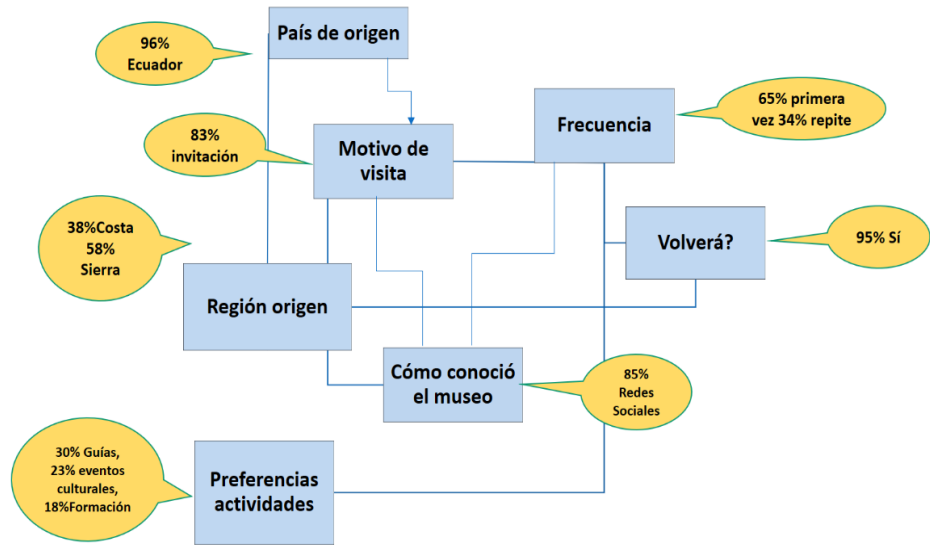 País de origen
96%
Ecuador
65% primera
vez 34% repite
Frecuencia
83%
invitación
Motivo de
visita
38%Costa
58%
Sierra
Volverá?
95% Sí
Región origen
Cómo conoció
el museo
85%
Redes
Sociales
30% Guías,
23% eventos
culturales,
18%Formación
Preferencias
actividades